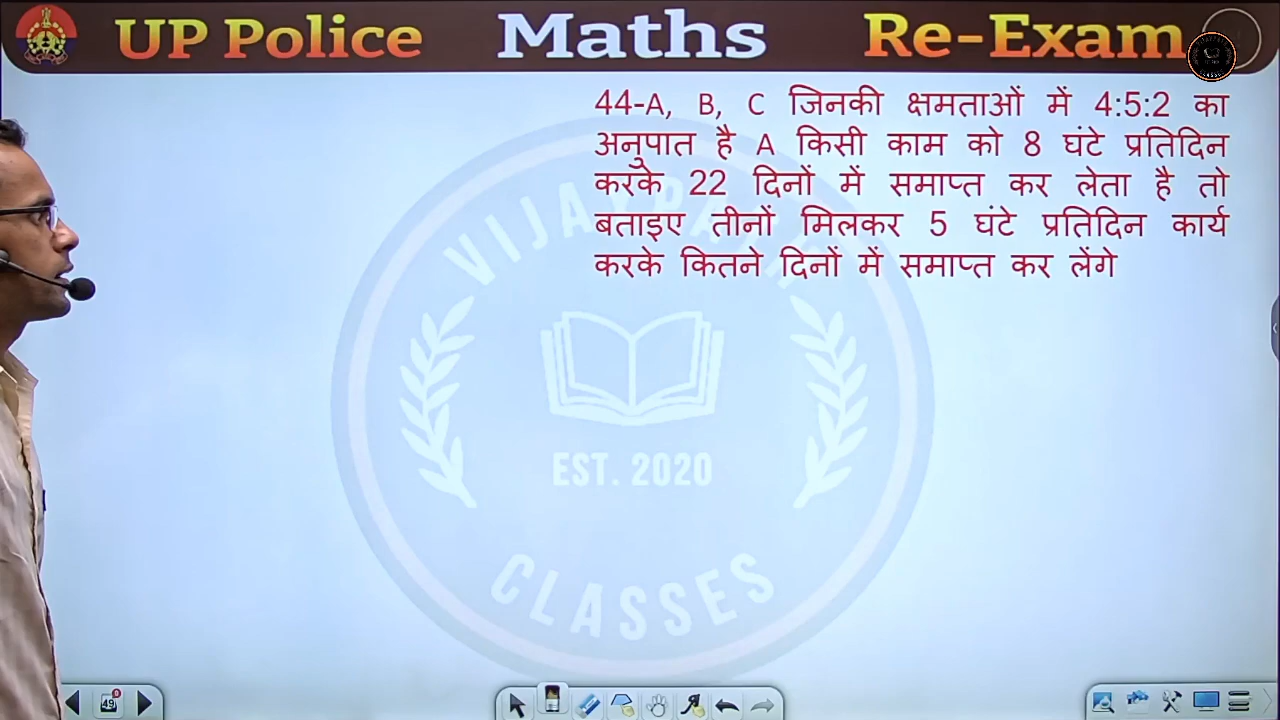 UP Police Maths Re-Exam
44-A, B, C जिनकी क्षमताओं में 4:5:2 का
अनुपात है A किसी काम को 8 घंटे प्रतिदिन
करके 22 दिनों में समाप्त कर लेता है तो
बताइए तीनों मिलकर 5 घंटे प्रतिदिन कार्य
करके कितने दिनों में समाप्त कर लेंगे
EST. 2020
CLASSES
49